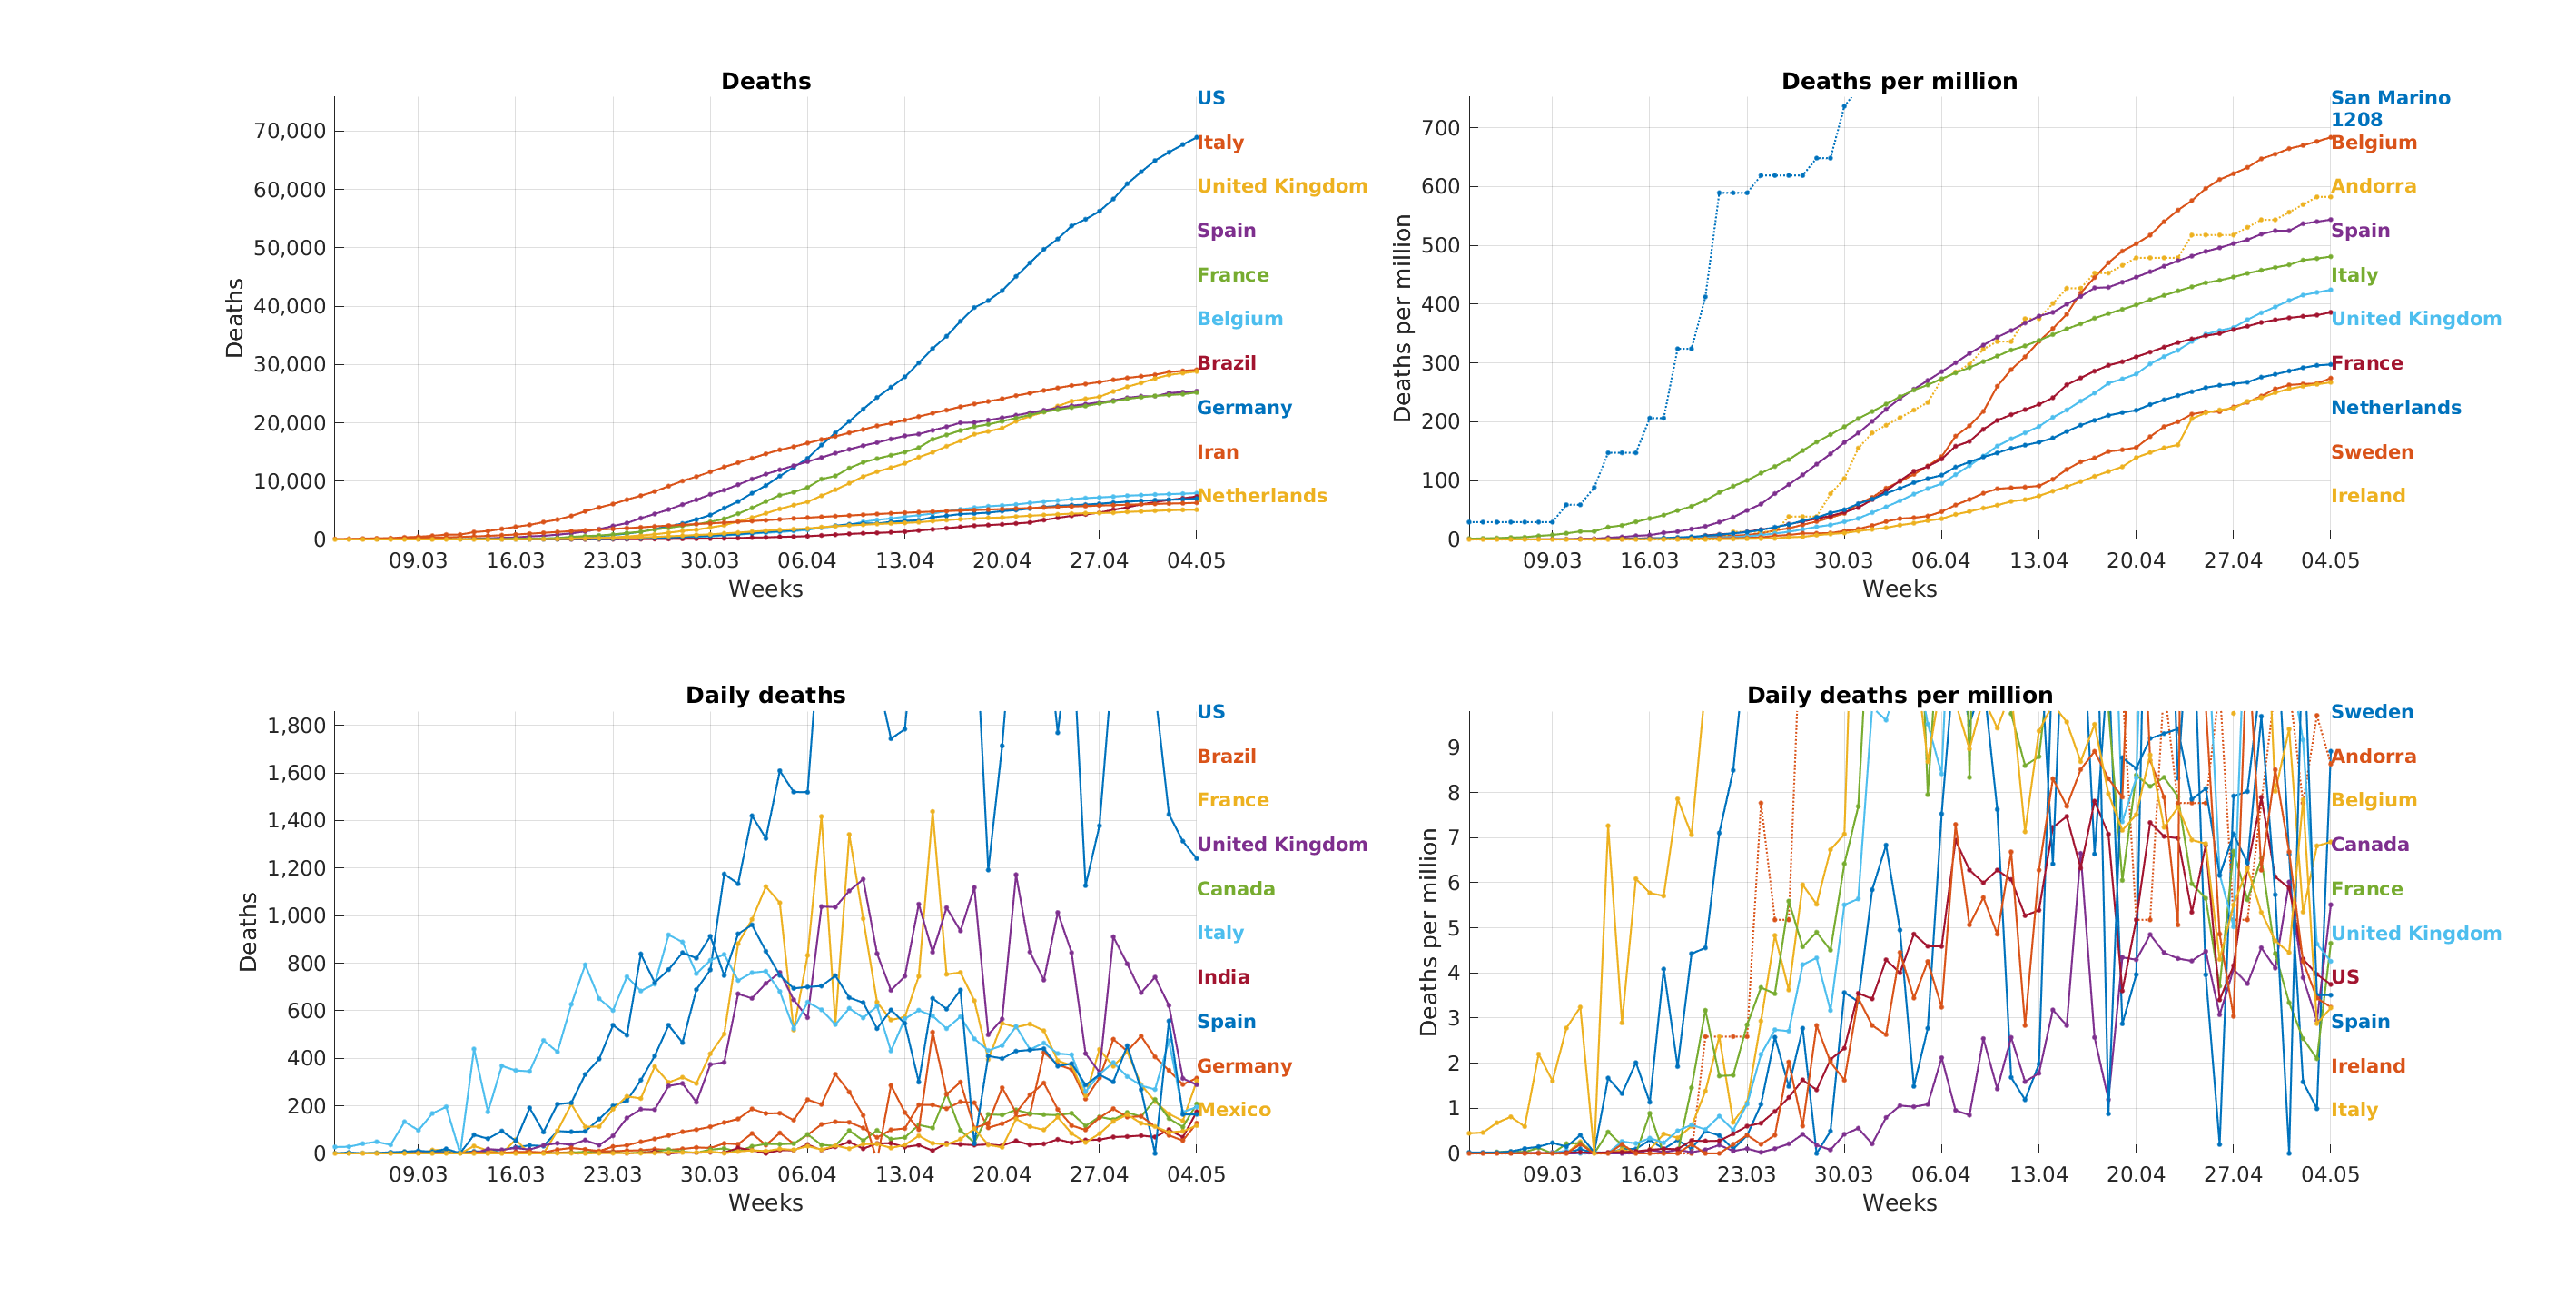 Deaths
70,000
60,000
50,000
40,000
30,000
20,000
10,000
0
Deaths
09.03 16.03 23.03 30.03 06.04 13.04 20.04 27.04 04.05
Weeks
US
Italy
United Kingdom
Spain
France
Belgium
Brazil
Germany
Iran
Netherlands
Deaths per million
700
600
500
400
300
200
100
0
Deaths per million
09.03 16.03 23.03 30.03 06.04 13.04 20.04 27.04 04.05
Weeks
San Marino
1208
Belgium
Andorra
Spain
Italy
United Kingdom
France
Netherlands
Sweden
Ireland
Daily deaths
1,800
1,600
1,400
1,200
1,000
800
600
400
200
0
Deaths
09.03 16.03 23.03 30.03 06.04 13.04 20.04 27.04 04.05
Weeks
US
Brazil
France
United Kingdom
Canada
Italy
India
Spain
Germany
Mexico
Daily deaths per million
9
8
7
6
5
4
3
2
1
0
Deaths per million
09.03 16.03 23.03 30.03 06.04 13.04 20.04 27.04 04.05
Weeks
Sweden
Andorra
Belgium
Canada
France
United Kingdom
US
Spain
Ireland
Italy